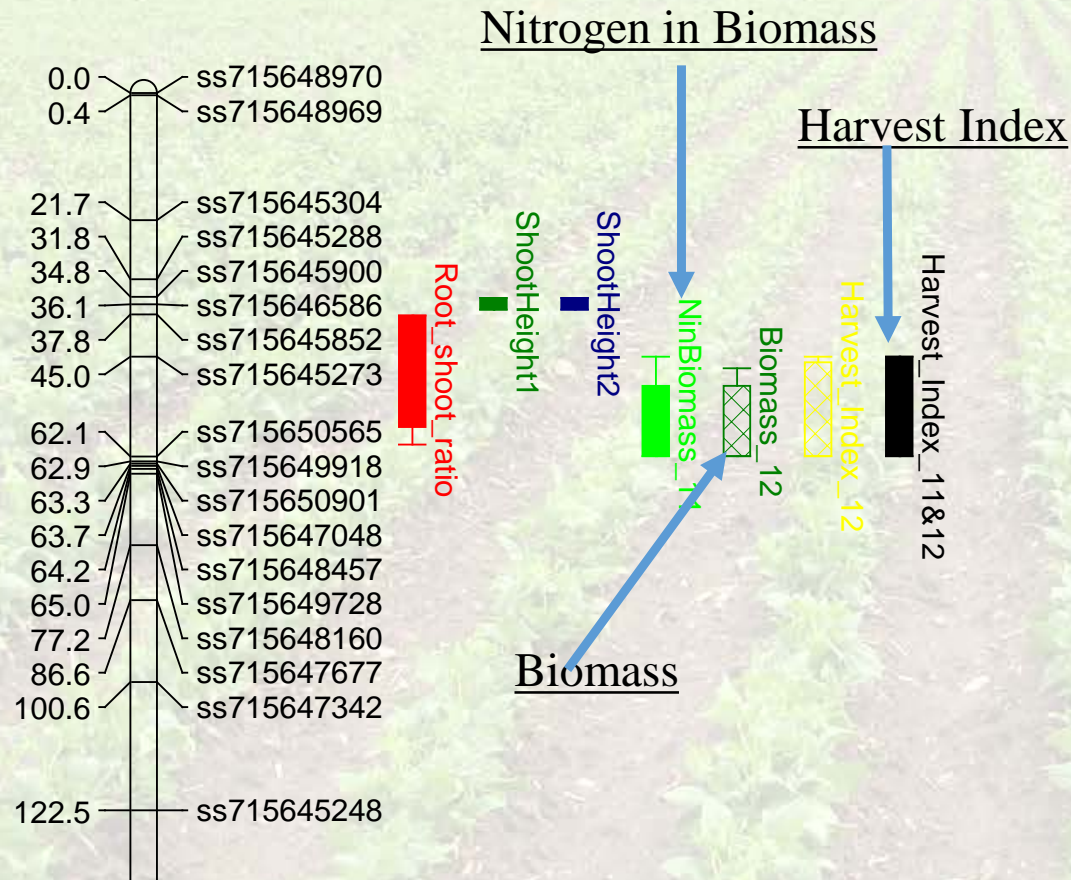 Nitrogen in Biomass
Harvest Index
0.0 ss715648970
0.4 ss715648969
21.7 ss715645304
31.8 ss715645288
34.8 ss715645900
36.1 ss715646586
37.8 ss715645852
45.0 ss715645273
62.1 ss715650565
62.9 ss715649918
63.3 ss715650901
63.7 ss715647048
64.2 ss715648457
65.0 ss715649728
77.2 ss715648160
86.6 ss715647677
100.6 ss715647342
122.5 ss715645248
Root_shoot_ratio
ShootHeight1
ShootHeight2
NinBiomass_11
Biomass_12
Harvest_Index_12
Harvest_Index_11&12
Biomass